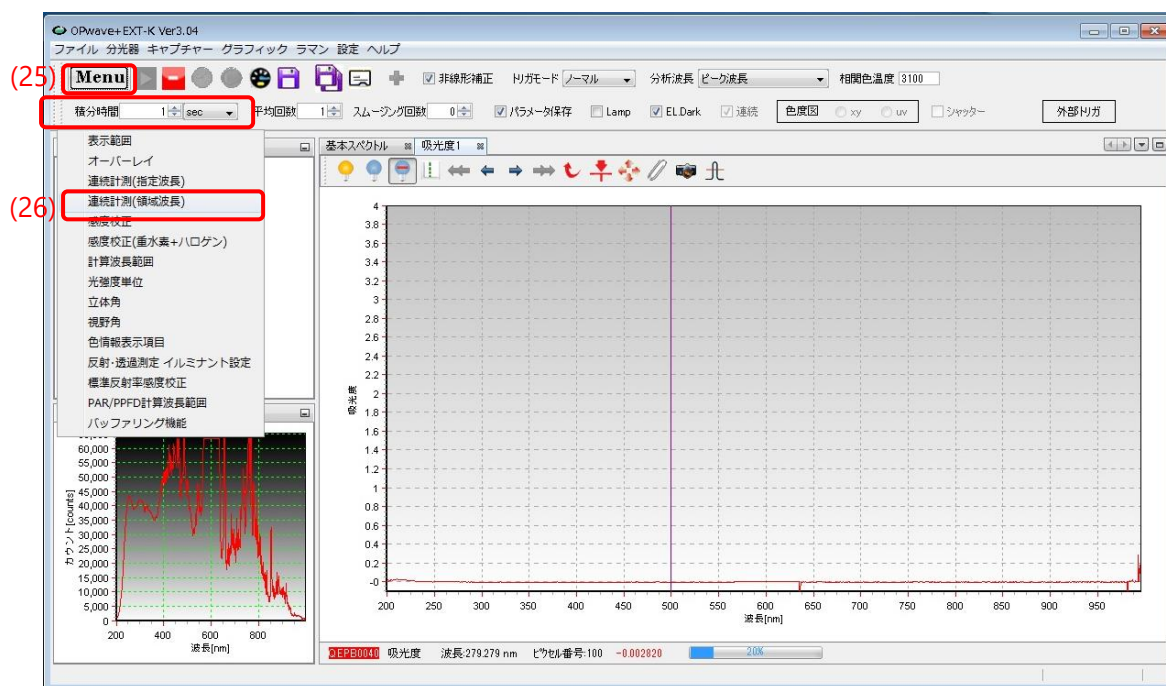 OPwave+EXT-K Ver3.04
ファイル 分光器 キャプチャー グラフィック ラマン 設定 ヘルプ
(25) Menu 非線形補正 トリガモード ノーマル 分析波長 ピーク波長 相関色温度 3100
積分時間 1 sec 平均回数 1 スムージング回数 0 パラメータ保存 Lamp EL.Dark 連続 色度図 xy uv シャッター 外部トリガ
表示範囲
オーバーレイ
連続計測(指定波長)
(26) 連続計測(領域波長)
感度校正
感度校正(重水素+ハロゲン)
計算波長範囲
光強度単位
立体角
視野角
色情報表示項目
反射・透過測定 イルミナント設定
標準反射率感度校正
PAR/PPFD計算波長範囲
バッファリング機能
基本スペクトル 吸光度1
4
3.8
3.6
3.4
3.2
3
2.8
2.6
2.4
2.2
2
1.8
1.6
1.4
1.2
1
0.8
0.6
0.4
0.2
-0
吸光度
200 250 300 350 400 450 500 550 600 650 700 750 800 850 900 950
波長[nm]
60,000
55,000
50,000
45,000
40,000
35,000
30,000
25,000
20,000
15,000
10,000
5,000
0
カウント[counts]
200 400 600 800
波長[nm]
QEPB0040 吸光度 波長:279.279 nm ピクセル番号:100 -0.002820 20%